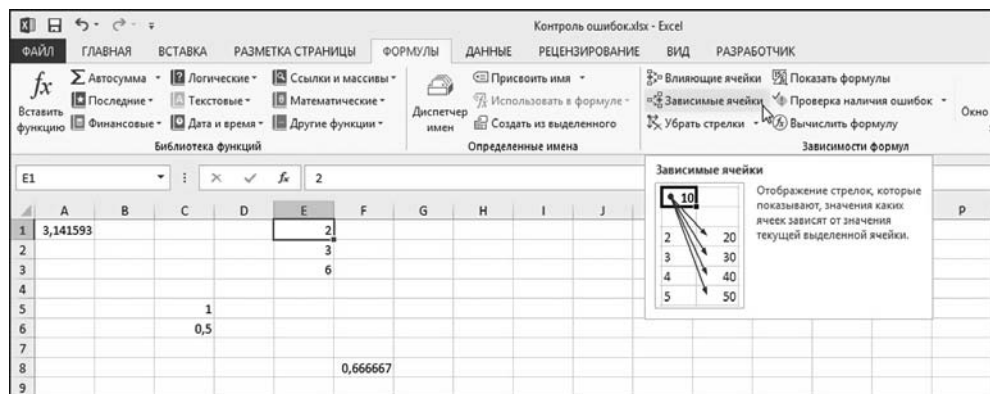 Контроль ошибок.xlsx - Excel
ФАЙЛ ГЛАВНАЯ ВСТАВКА РАЗМЕТКА СТРАНИЦЫ ФОРМУЛЫ ДАННЫЕ РЕЦЕНЗИРОВАНИЕ ВИД РАЗРАБОТЧИК
fx
Вставить функцию
Σ Автосумма
Последние
Финансовые
Логические
Текстовые
Дата и время
Ссылки и массивы
Математические
Другие функции
Библиотека функций
Диспетчер имен
Присвоить имя
Использовать в формуле
Создать из выделенного
Определенные имена
Влияющие ячейки
Зависимые ячейки
Убрать стрелки
Показать формулы
Проверка наличия ошибок
Вычислить формулу
Зависимости формул
Окно
E1 fx 2
A B C D E F G H I J P
1 3,141593 2
2 3
3 6
4
5 1
6 0,5
7
8 0,666667
9
Зависимые ячейки
10
2 20
3 30
4 40
5 50
Отображение стрелок, которые
показывают, значения каких
ячеек зависят от значения
текущей выделенной ячейки.